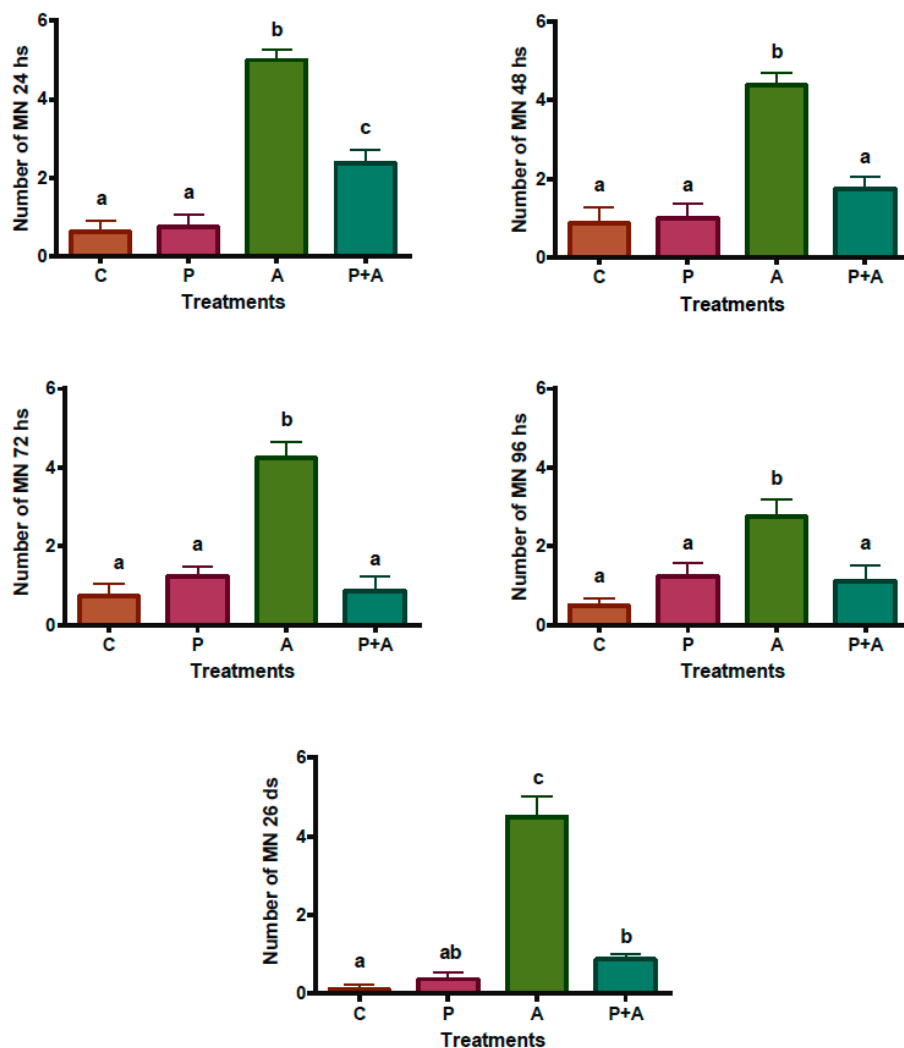 Number of MN 24 hs
6
4
2
0
a
a
b
c
C P A P+A
Treatments
Number of MN 48 hs
6
4
2
0
a
a
b
a
C P A P+A
Treatments
Number of MN 72 hs
6
4
2
0
a
a
b
a
C P A P+A
Treatments
Number of MN 96 hs
6
4
2
0
a
a
b
a
C P A P+A
Treatments
Number of MN 26 ds
6
4
2
0
a
ab
c
b
C P A P+A
Treatments